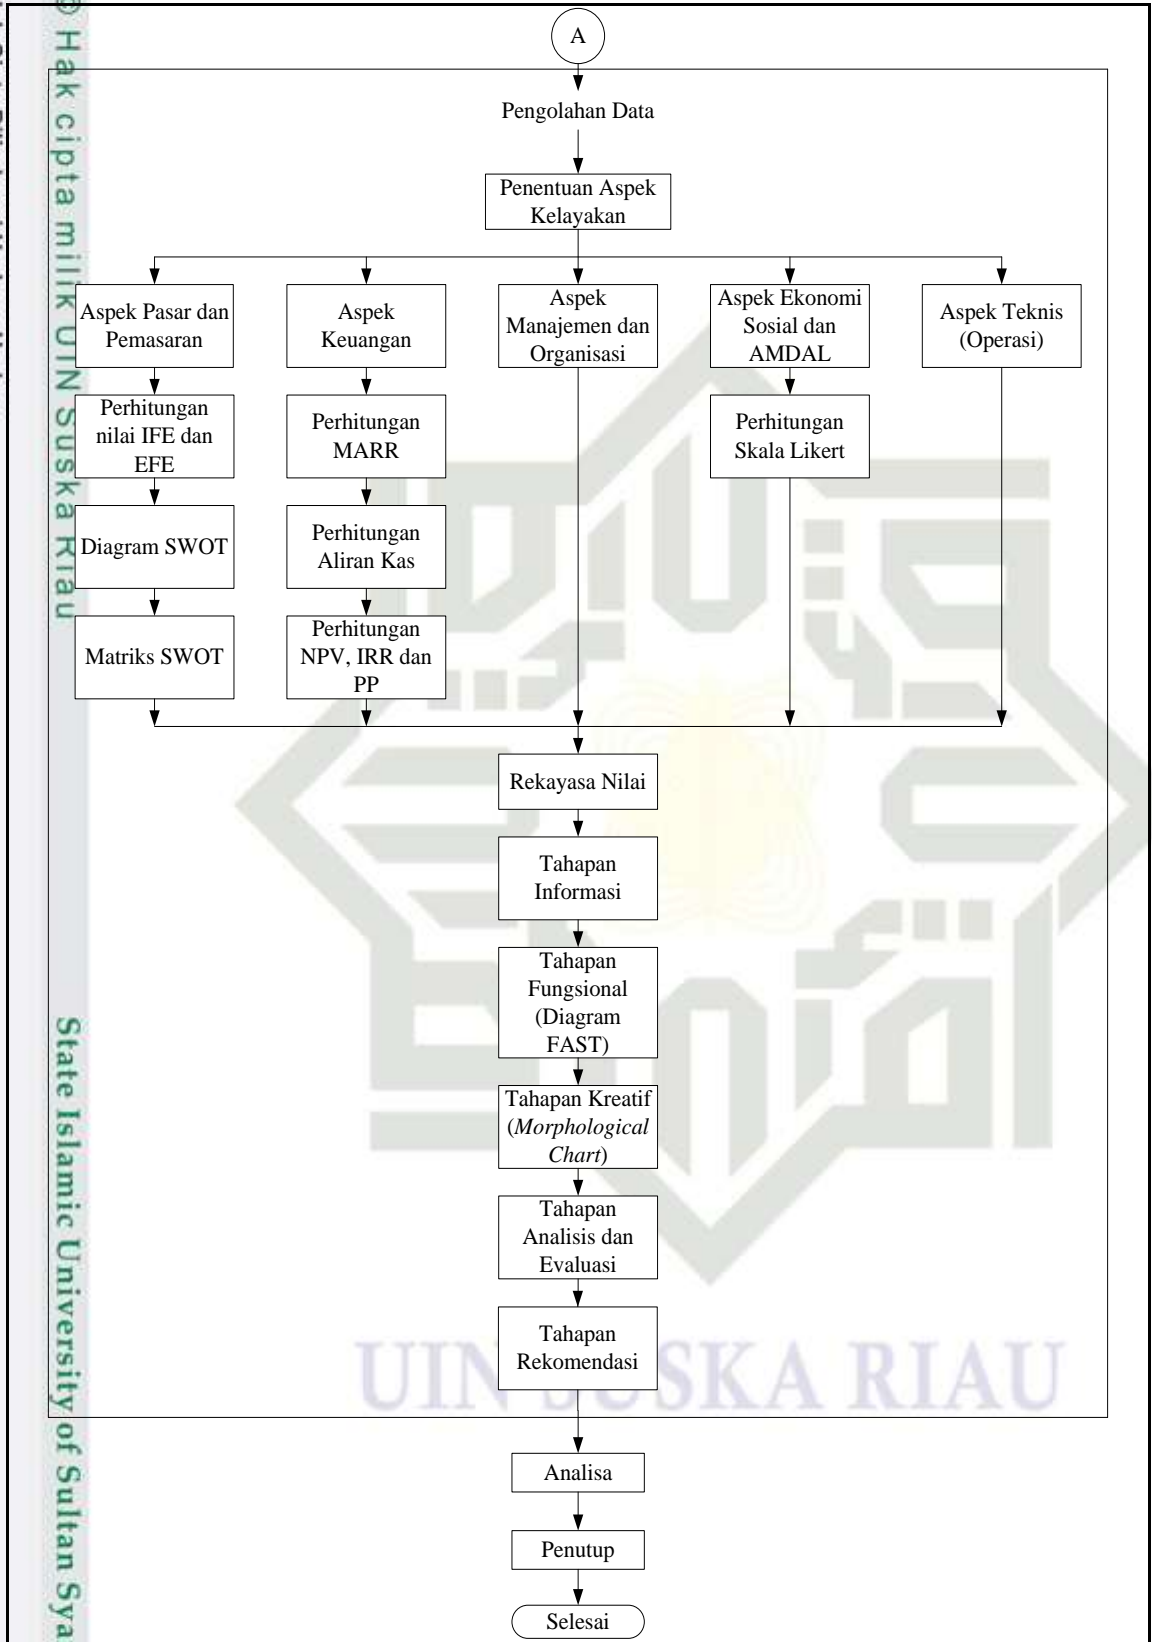 A
Pengolahan Data
Penentuan Aspek
Kelayakan
Aspek Pasar dan
Pemasaran
Aspek
Keuangan
Aspek
Manajemen dan
Organisasi
Aspek Ekonomi
Sosial dan
AMDAL
Aspek Teknis
(Operasi)
Perhitungan
nilai IFE dan
EFE
Perhitungan
MARR
Perhitungan
Skala Likert
Diagram SWOT
Perhitungan
Aliran Kas
Matriks SWOT
Perhitungan
NPV, IRR dan
PP
Rekayasa Nilai
Tahapan
Informasi
Tahapan
Fungsional
(Diagram
FAST)
Tahapan Kreatif
(Morphological
Chart)
Tahapan
Analisis dan
Evaluasi
Tahapan
Rekomendasi
Analisa
Penutup
Selesai
UIN SUSKA RIAU
© Hak cipta milik UIN Suska Riau
State Islamic University of Sultan Sya